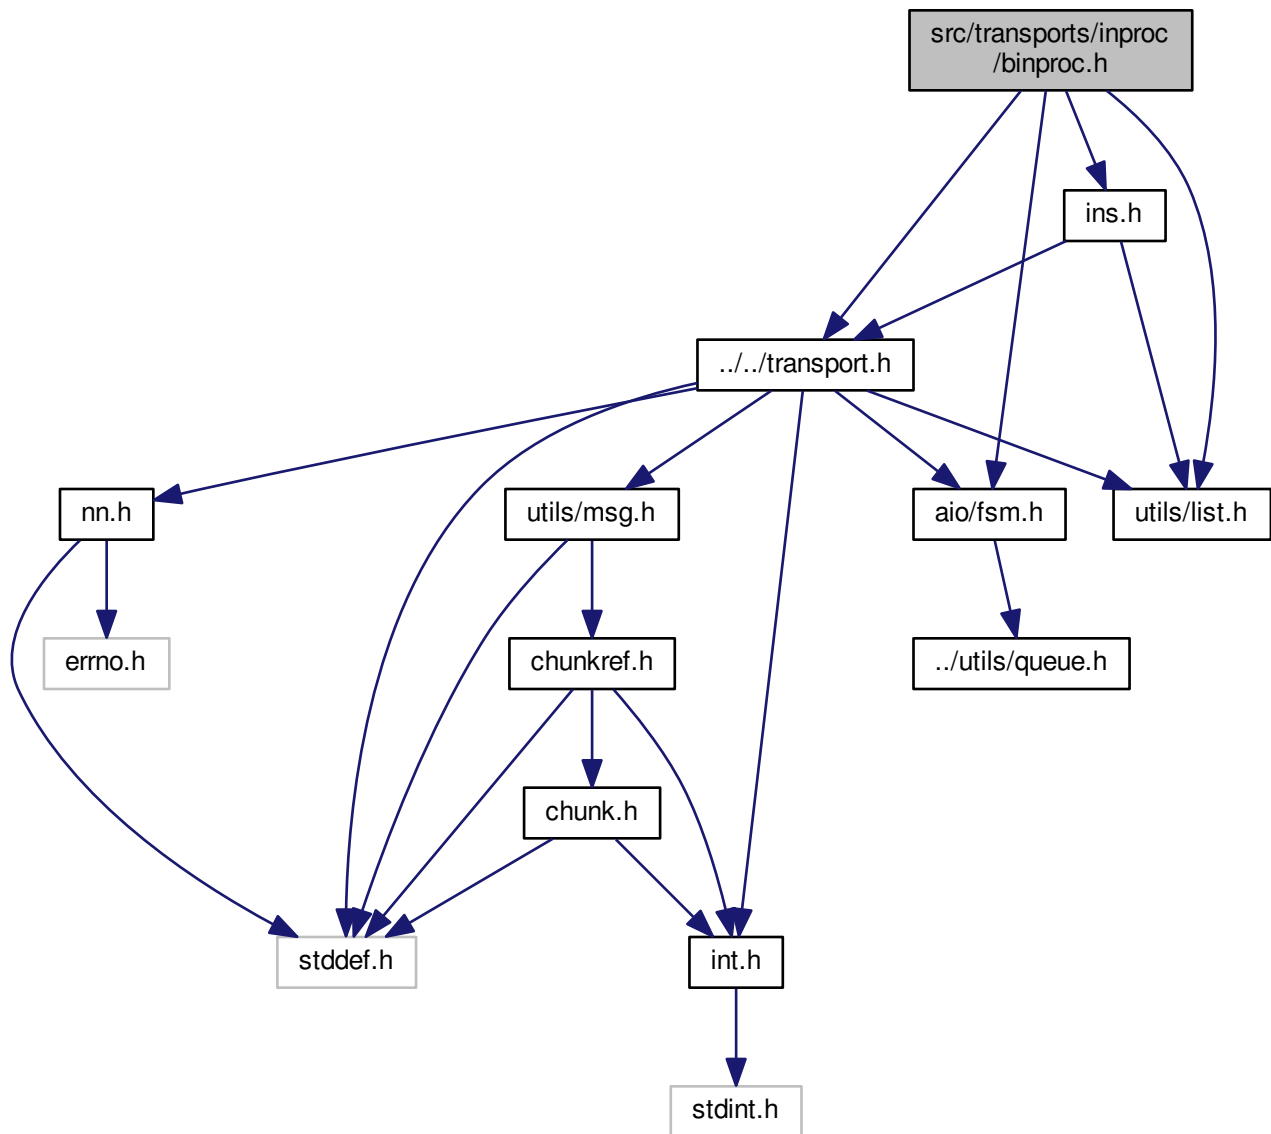 src/transports/inproc
/binproc.h
ins.h
../../transport.h
nn.h
utils/msg.h
aio/fsm.h
utils/list.h
errno.h
chunkref.h
../utils/queue.h
chunk.h
stddef.h
int.h
stdint.h